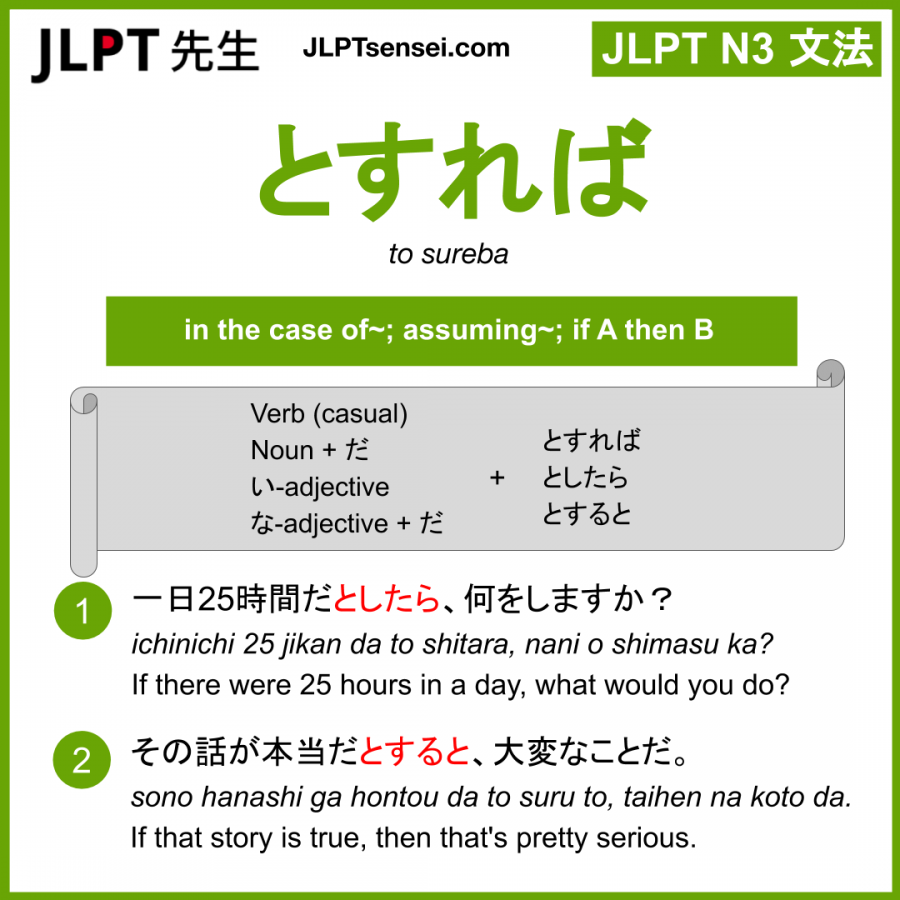 JLPT 先生
JLPTsensei.com
JLPT N3 文法
とすれば
to sureba
in the case of~; assuming~; if A then B
Verb (casual)
Noun + だ
い-adjective
な-adjective + だ
+
とすれば
としたら
とすると
1
一日25時間だとしたら、何をしますか？
ichinichi 25 jikan da to shitara, nani o shimasu ka?
If there were 25 hours in a day, what would you do?
2
その話が本当だとすると、大変なことだ。
sono hanashi ga hontou da to suru to, taihen na koto da.
If that story is true, then that's pretty serious.